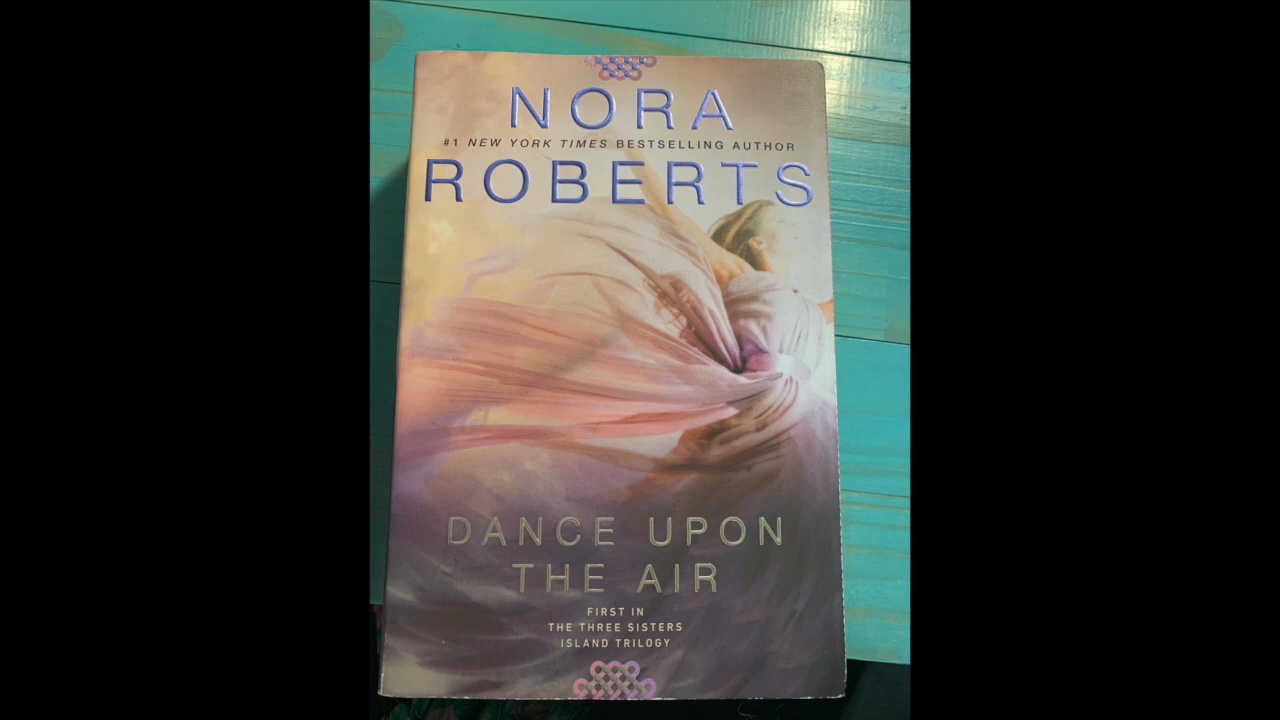 NORA
#1 NEW YORK TIMES BESTSELLING AUTHOR
ROBERTS
DANCE UPON
THE AIR
FIRST IN
THE THREE SISTERS
ISLAND TRILOGY